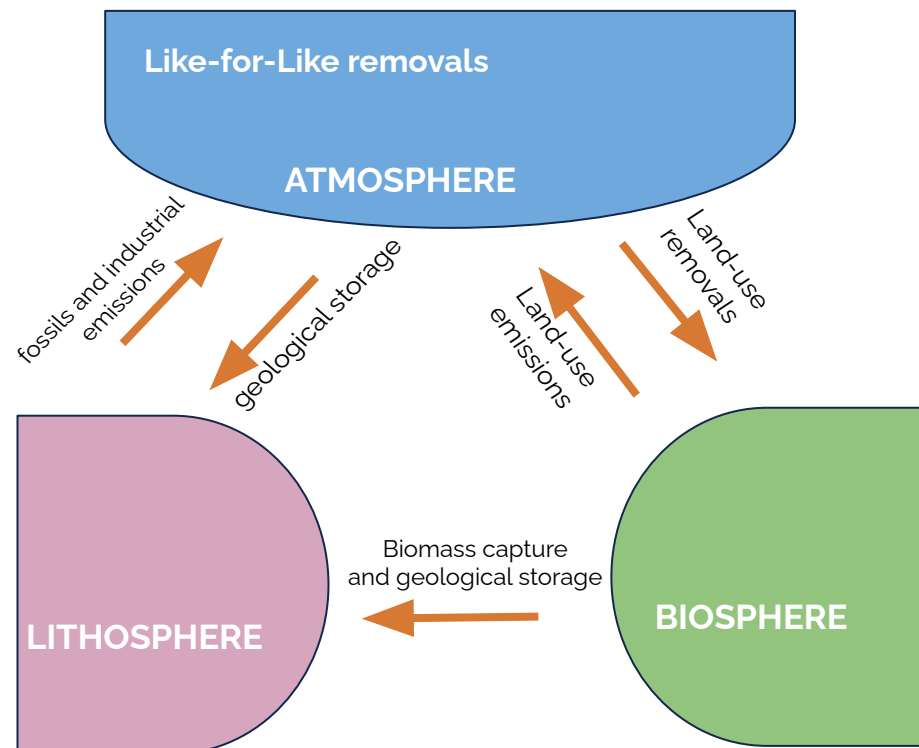 Like-for-Like removals
ATMOSPHERE
fossils and industrial
emissions
geological storage
Land-use
emissions
Land-use
removals
Biomass capture
and geological storage
LITHOSPHERE
BIOSPHERE